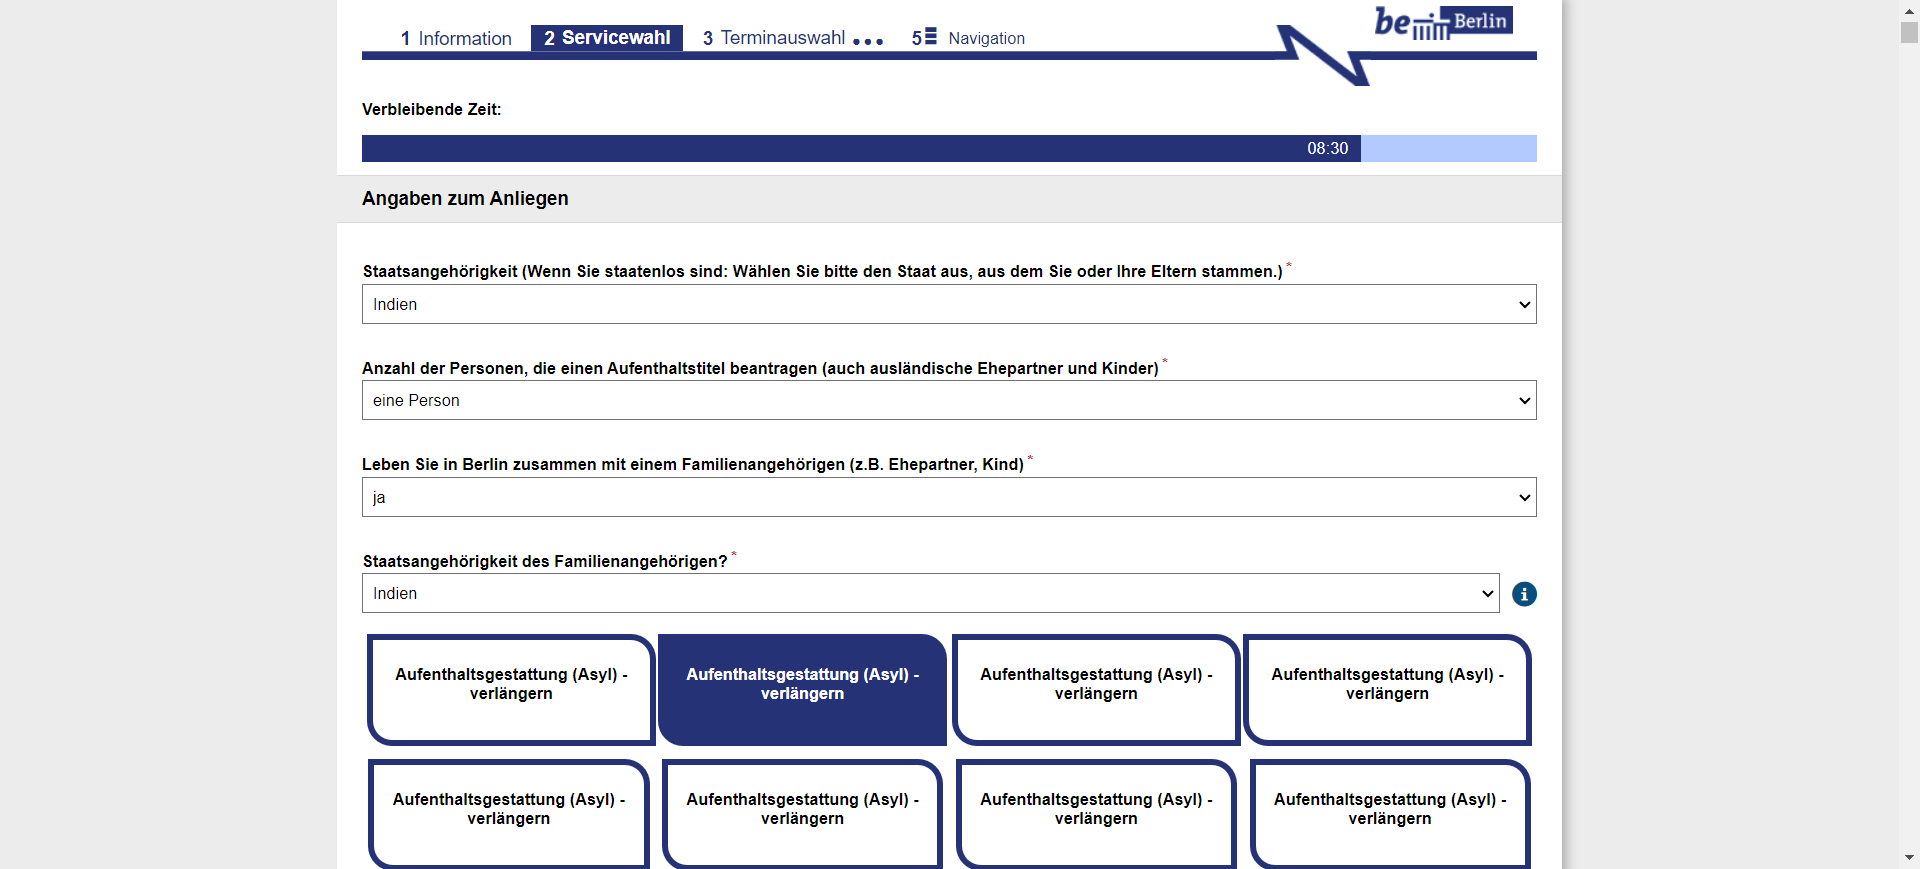 1 Information 2 Servicewahl 3 Terminauswahl ... 5 Navigation
be Berlin
Verbleibende Zeit:
08:30
Angaben zum Anliegen
Staatsangehörigkeit (Wenn Sie staatenlos sind: Wählen Sie bitte den Staat aus, aus dem Sie oder Ihre Eltern stammen.) *
Indien
Anzahl der Personen, die einen Aufenthaltstitel beantragen (auch ausländische Ehepartner und Kinder) *
eine Person
Leben Sie in Berlin zusammen mit einem Familienangehörigen (z.B. Ehepartner, Kind) *
ja
Staatsangehörigkeit des Familienangehörigen? *
Indien
i
Aufenthaltsgestattung (Asyl) -
verlängern
Aufenthaltsgestattung (Asyl) -
verlängern
Aufenthaltsgestattung (Asyl) -
verlängern
Aufenthaltsgestattung (Asyl) -
verlängern
Aufenthaltsgestattung (Asyl) -
verlängern
Aufenthaltsgestattung (Asyl) -
verlängern
Aufenthaltsgestattung (Asyl) -
verlängern
Aufenthaltsgestattung (Asyl) -
verlängern